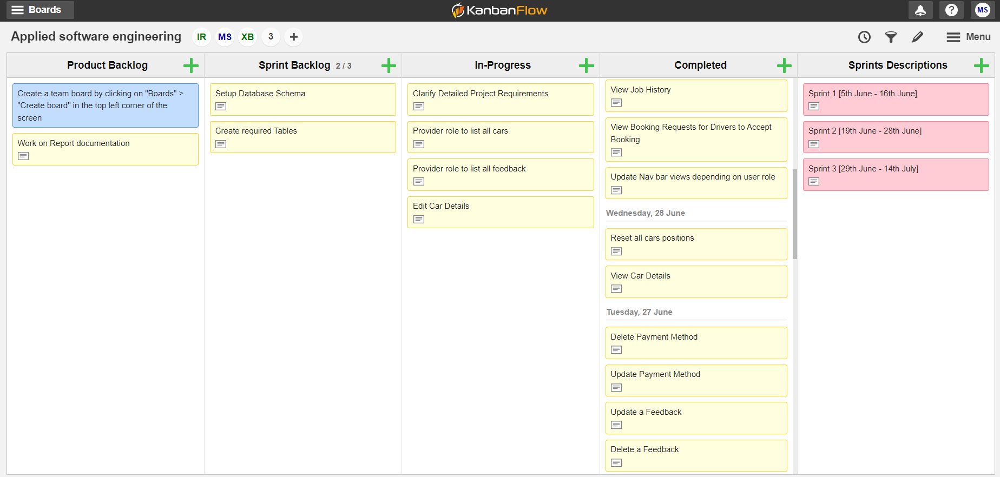 Boards
KanbanFlow
MS
Applied software engineering
IR
MS
XB
3
Menu
Product Backlog
Create a team board by clicking on "Boards" >
"Create board" in the top left corner of the
screen
Work on Report documentation
Sprint Backlog 2 / 3
Setup Database Schema
Create required Tables
In-Progress
Clarify Detailed Project Requirements
Provider role to list all cars
Provider role to list all feedback
Edit Car Details
Completed
View Job History
View Booking Requests for Drivers to Accept
Booking
Update Nav bar views depending on user role
Wednesday, 28 June
Reset all cars positions
View Car Details
Tuesday, 27 June
Delete Payment Method
Update Payment Method
Update a Feedback
Delete a Feedback
Sprints Descriptions
Sprint 1 [5th June - 16th June]
Sprint 2 [19th June - 28th June]
Sprint 3 [29th June - 14th July]